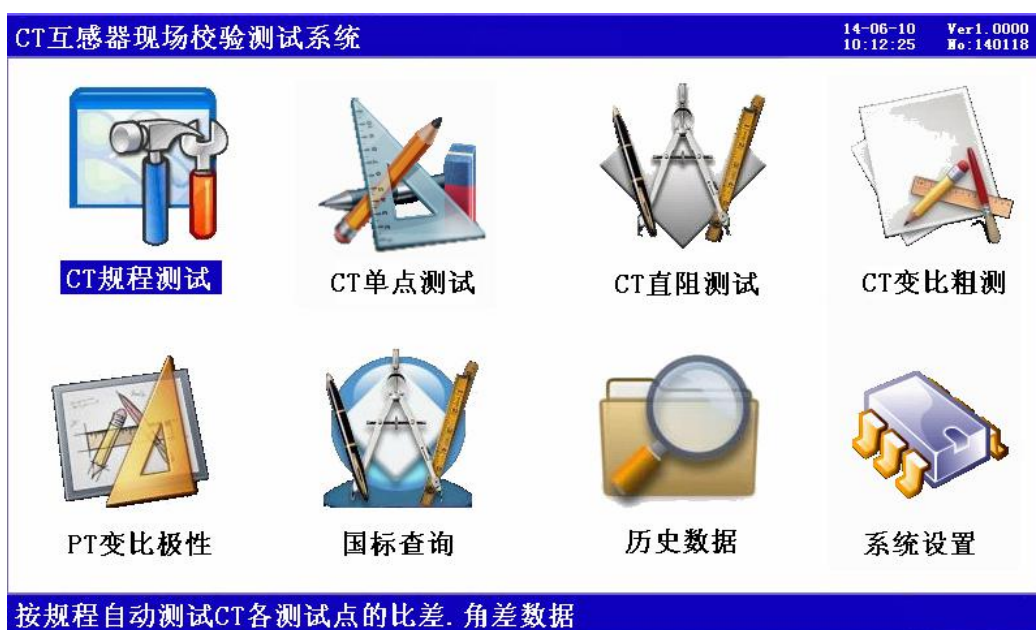 CT互感器现场校验测试系统
14-06-10 Ver1.0000
10:12:25 No:140118
CT规程测试 CT单点测试 CT直阻测试 CT变比粗测
PT变比极性 国标查询 历史数据 系统设置
按规程自动测试CT各测试点的比差.角差数据